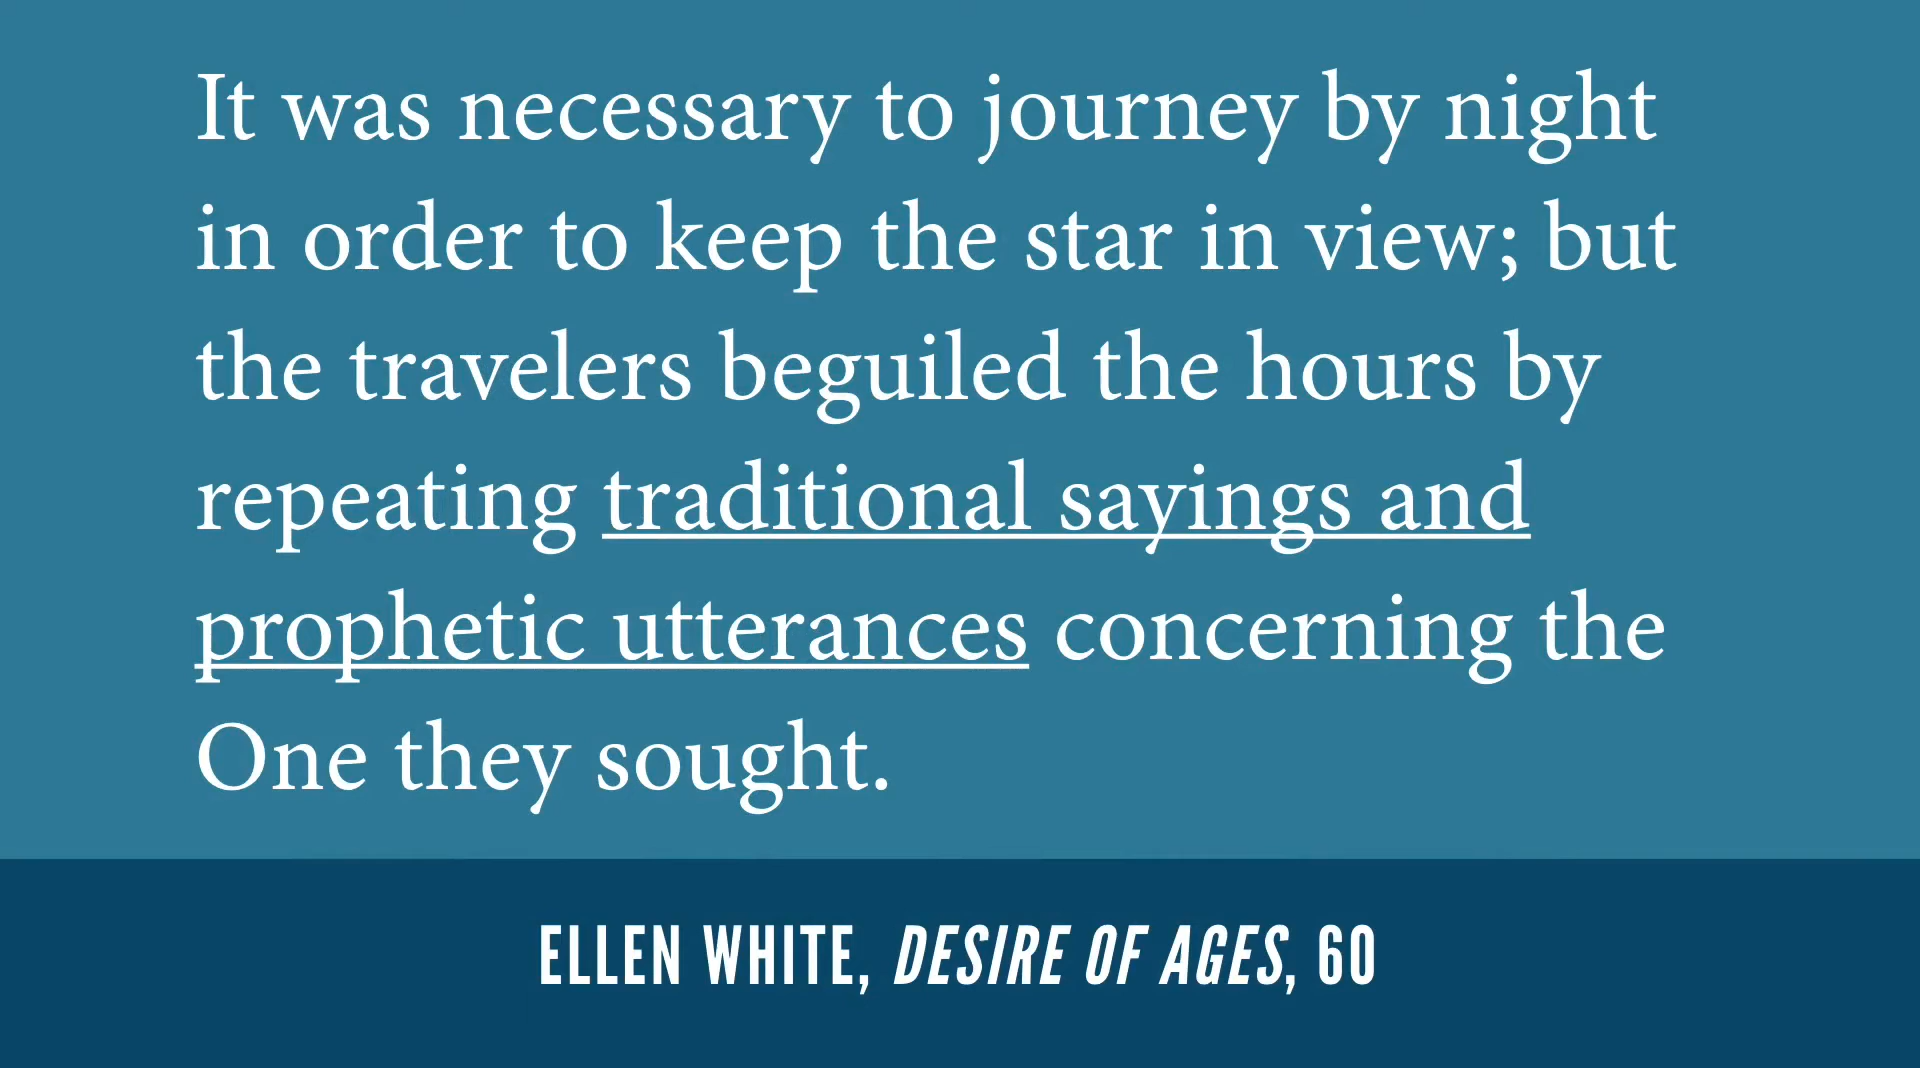 It was necessary to journey by night
in order to keep the star in view; but
the travelers beguiled the hours by
repeating traditional sayings and
prophetic utterances concerning the
One they sought.
ELLEN WHITE, DESIRE OF AGES, 60